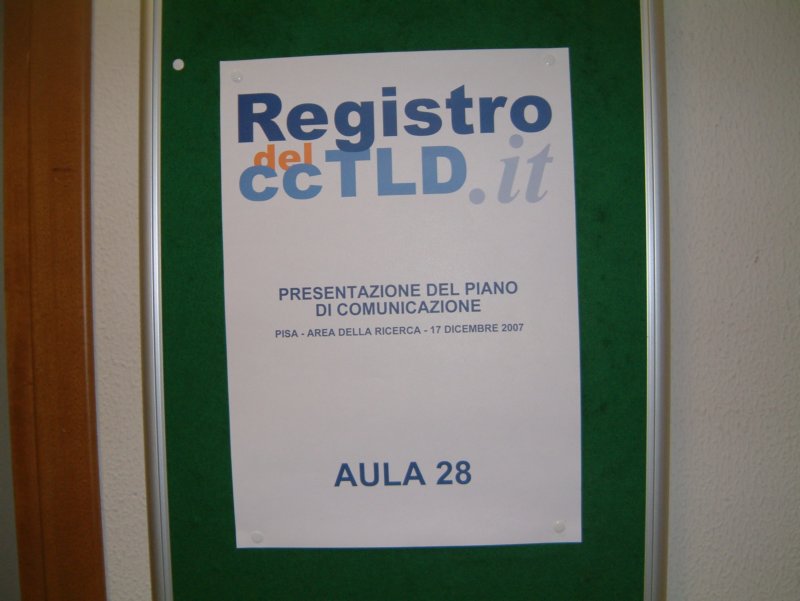 Registro
del
ccTLD.it
PRESENTAZIONE DEL PIANO
DI COMUNICAZIONE
PISA - AREA DELLA RICERCA - 17 DICEMBRE 2007
AULA 28